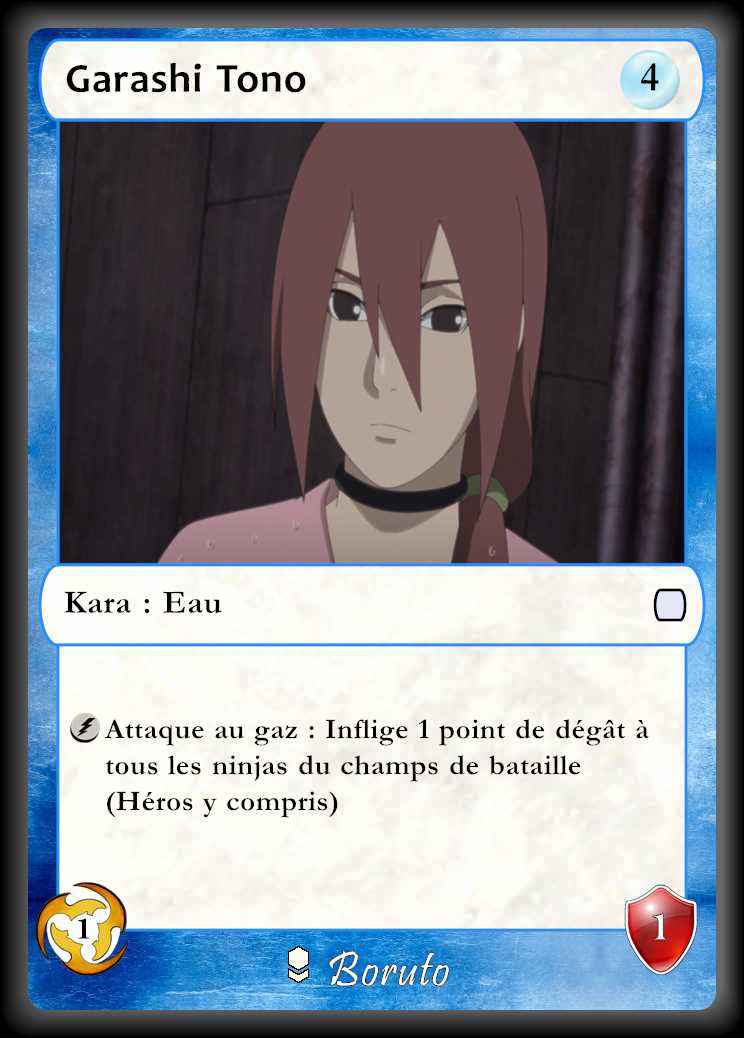 Garashi Tono
4
Kara : Eau
Attaque au gaz : Inflige 1 point de dégât à
tous les ninjas du champs de bataille
(Héros y compris)
1
1
Boruto